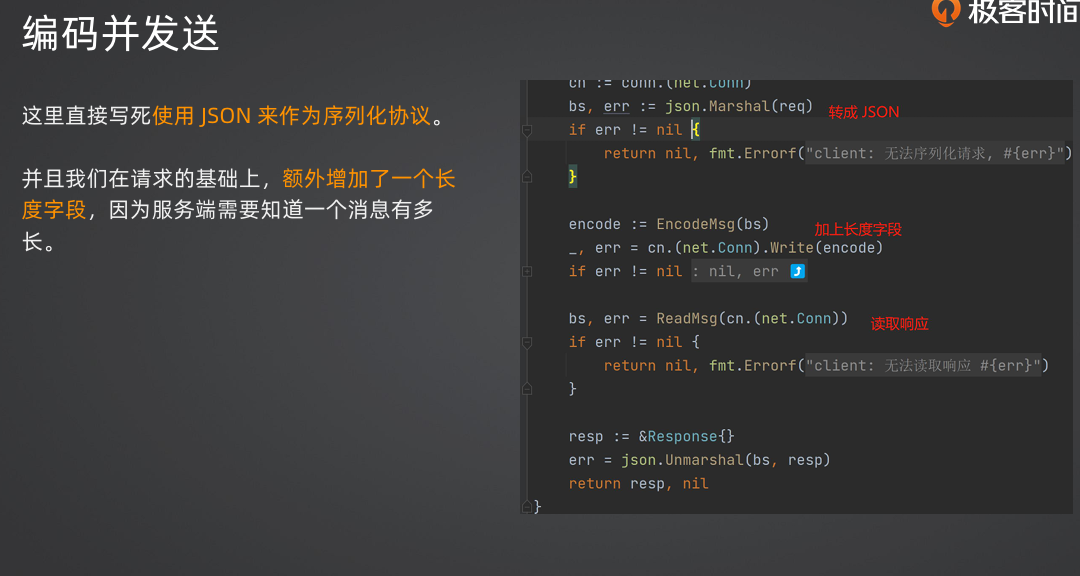 编码并发送
极客时间
这里直接写死使用 JSON 来作为序列化协议。
并且我们在请求的基础上，额外增加了一个长
度字段，因为服务端需要知道一个消息有多
长。
cn := conn.(net.Conn)
bs, err := json.Marshal(req) 转成 JSON
if err != nil {
return nil, fmt.Errorf("client: 无法序列化请求, #{err}")
}
encode := EncodeMsg(bs) 加上长度字段
_, err = cn.(net.Conn).Write(encode)
if err != nil : nil, err
bs, err = ReadMsg(cn.(net.Conn)) 读取响应
if err != nil {
return nil, fmt.Errorf("client: 无法读取响应 #{err}")
}
resp := &Response{}
err = json.Unmarshal(bs, resp)
return resp, nil
}